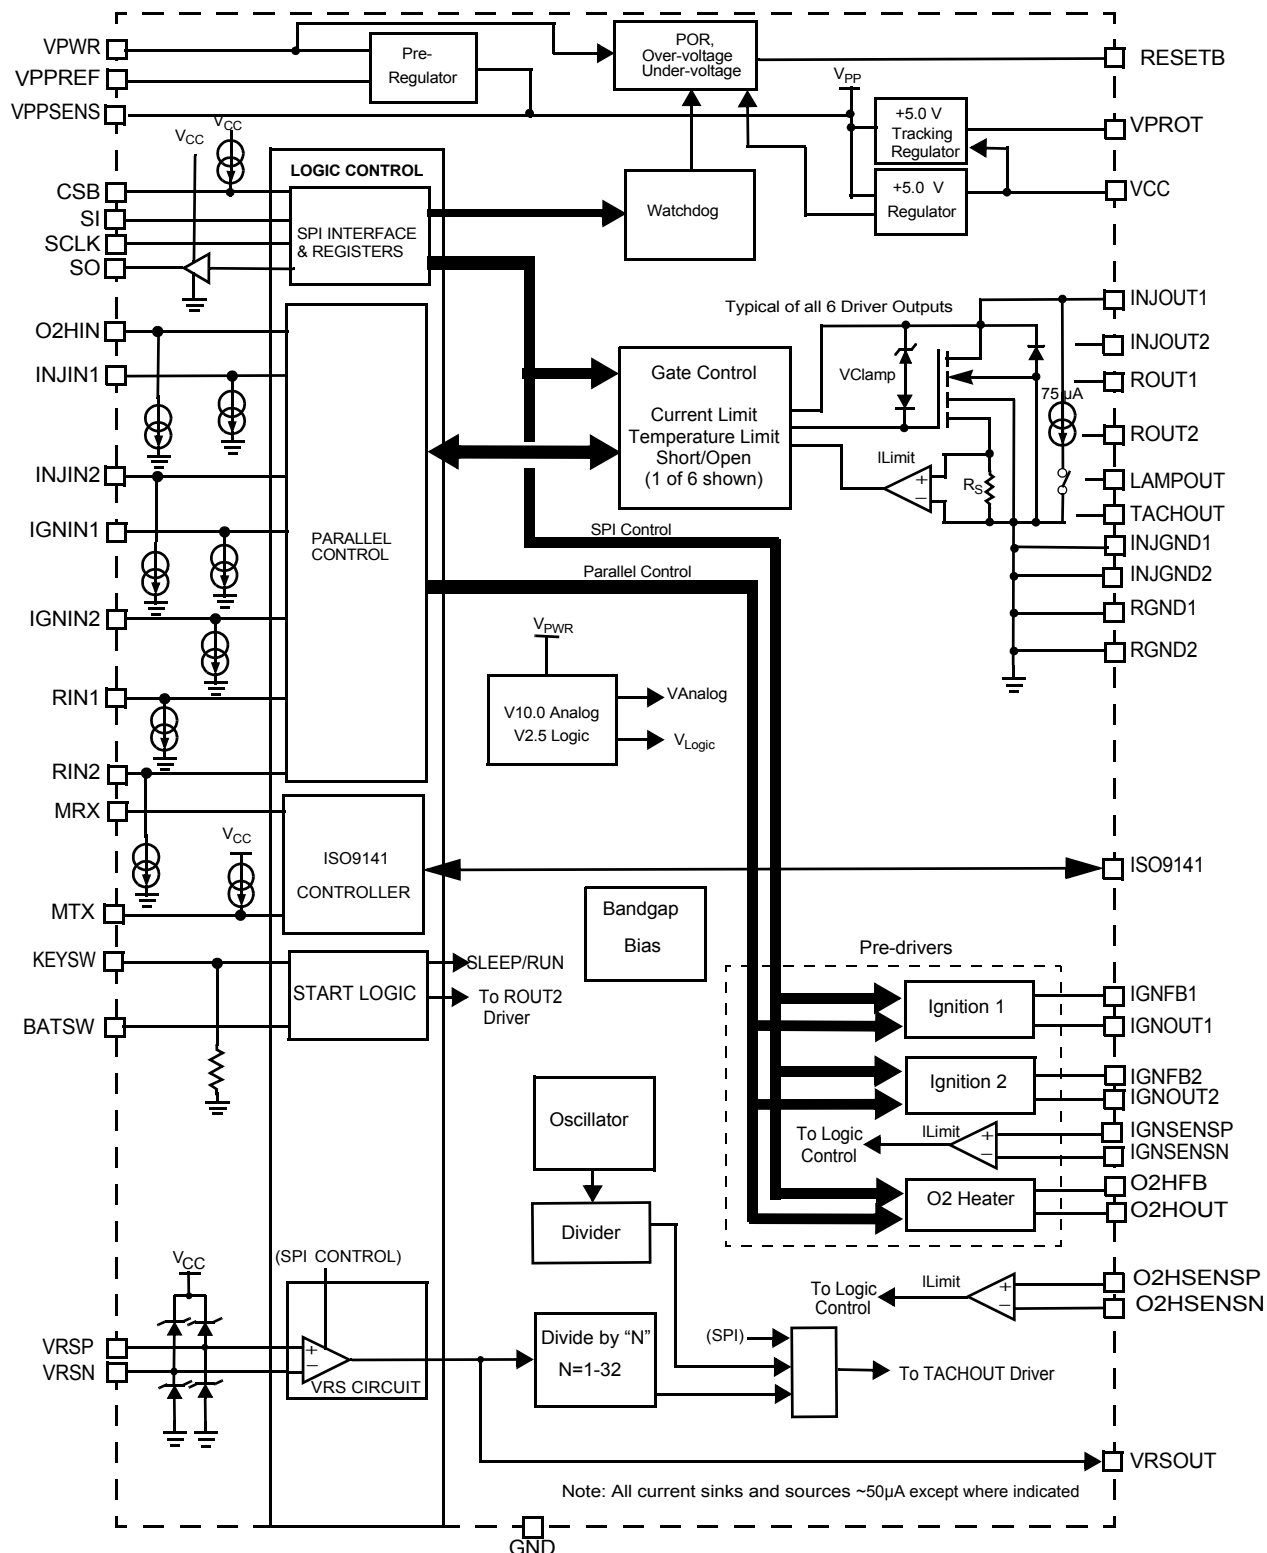 VPWR
VPPREF
VPPSENS
CSB
SI
SCLK
SO
O2HIN
INJIN1
INJIN2
IGNIN1
IGNIN2
RIN1
RIN2
MRX
MTX
KEYSW
BATSW
VRSP
VRSN
Pre-
Regulator
POR,
Over-voltage
Under-voltage
VPP
+5.0 V
Tracking
Regulator
+5.0 V
Regulator
VCC
VCC
LOGIC CONTROL
SPI INTERFACE
& REGISTERS
Watchdog
PARALLEL
CONTROL
Typical of all 6 Driver Outputs
Gate Control
Current Limit
Temperature Limit
Short/Open
(1 of 6 shown)
VClamp
75 µA
ILimit
+
−
RS
SPI Control
Parallel Control
VPWR
V10.0 Analog
V2.5 Logic
VAnalog
VLogic
VCC
ISO9141
CONTROLLER
Bandgap
Bias
START LOGIC
SLEEP/RUN
To ROUT2
Driver
Pre-drivers
Ignition 1
Ignition 2
To Logic
Control
ILimit
+
−
O2 Heater
Oscillator
Divider
To Logic
Control
ILimit
+
−
VCC
(SPI CONTROL)
+
−
VRS CIRCUIT
Divide by “N”
N=1-32
(SPI)
To TACHOUT Driver
Note: All current sinks and sources ~50µA except where indicated
GND
RESETB
VPROT
VCC
INJOUT1
INJOUT2
ROUT1
ROUT2
LAMPOUT
TACHOUT
INJGND1
INJGND2
RGND1
RGND2
ISO9141
IGNFB1
IGNOUT1
IGNFB2
IGNOUT2
IGNSENSP
IGNSENSN
O2HFB
O2HOUT
O2HSENSP
O2HSENSN
VRSOUT